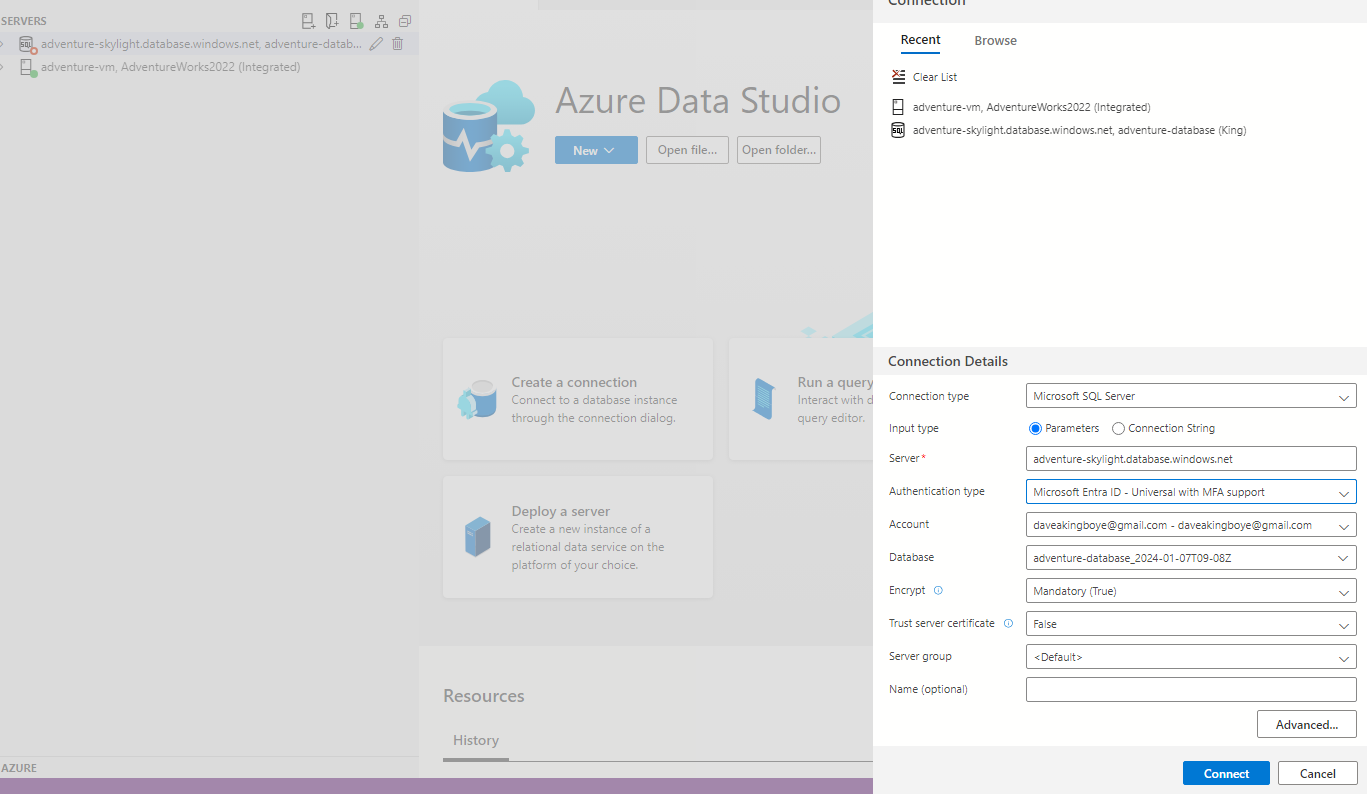 SERVERS
adventure-skylight.database.windows.net, adventure-datab...
adventure-vm, AdventureWorks2022 (Integrated)
AZURE
Azure Data Studio
New
Open file...
Open folder...
Create a connection
Connect to a database instance
through the connection dialog.
Run a query
Interact with d
query editor.
Deploy a server
Create a new instance of a
relational data service on the
platform of your choice.
Resources
History
Connection
Recent
Browse
Clear List
adventure-vm, AdventureWorks2022 (Integrated)
SQL
adventure-skylight.database.windows.net, adventure-database (King)
Connection Details
Connection type
Microsoft SQL Server
Input type
Parameters
Connection String
Server*
adventure-skylight.database.windows.net
Authentication type
Microsoft Entra ID - Universal with MFA support
Account
daveakingboye@gmail.com - daveakingboye@gmail.com
Database
adventure-database_2024-01-07T09-08Z
Encrypt
Mandatory (True)
Trust server certificate
False
Server group
<Default>
Name (optional)
Advanced...
Connect
Cancel